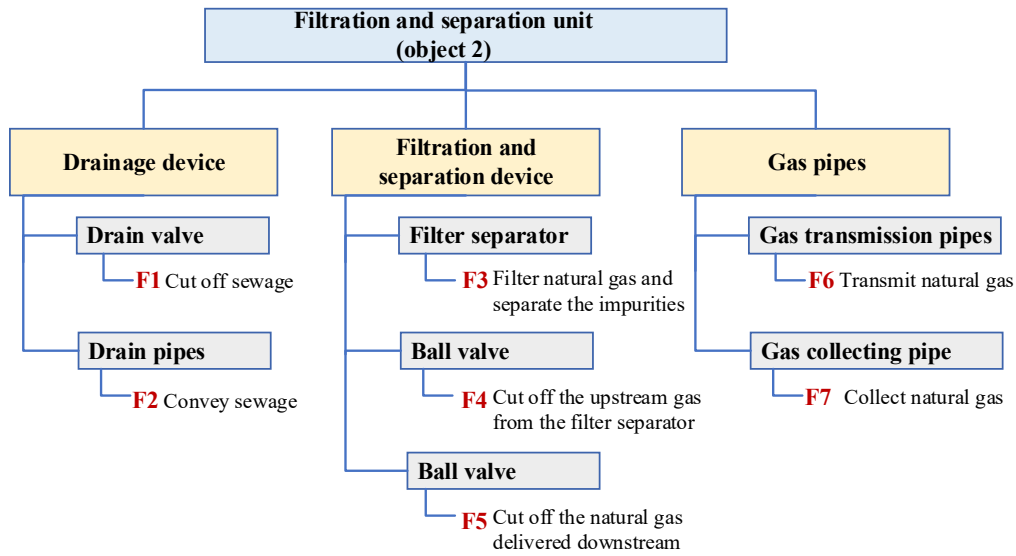 Filtration and separation unit
(object 2)
Drainage device
Drain valve
F1 Cut off sewage
Drain pipes
F2 Convey sewage
Filtration and
separation device
Filter separator
F3 Filter natural gas and
separate the impurities
Ball valve
F4 Cut off the upstream gas
from the filter separator
Ball valve
F5 Cut off the natural gas
delivered downstream
Gas pipes
Gas transmission pipes
F6 Transmit natural gas
Gas collecting pipe
F7 Collect natural gas